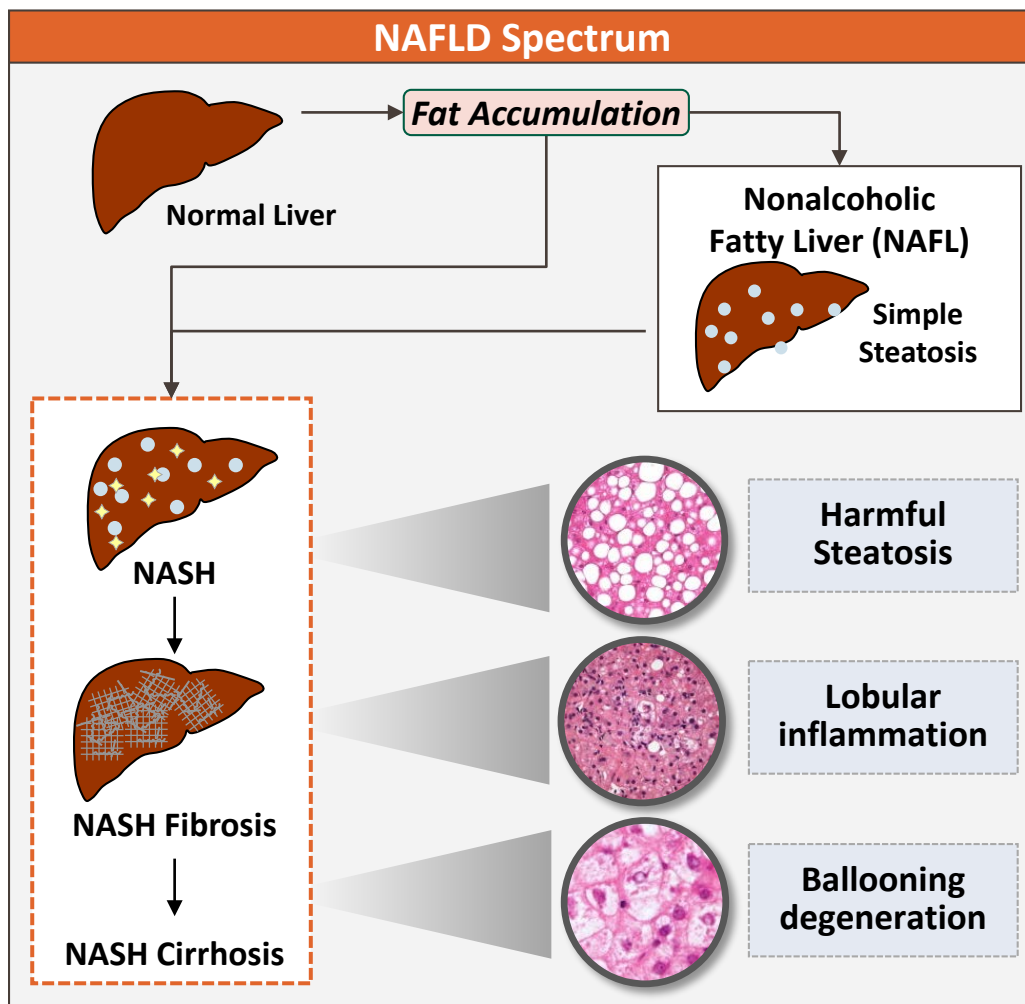 NAFLD Spectrum
Fat Accumulation
Normal Liver
Nonalcoholic
Fatty Liver (NAFL)
Simple
Steatosis
NASH
NASH Fibrosis
NASH Cirrhosis
Harmful
Steatosis
Lobular
inflammation
Ballooning
degeneration